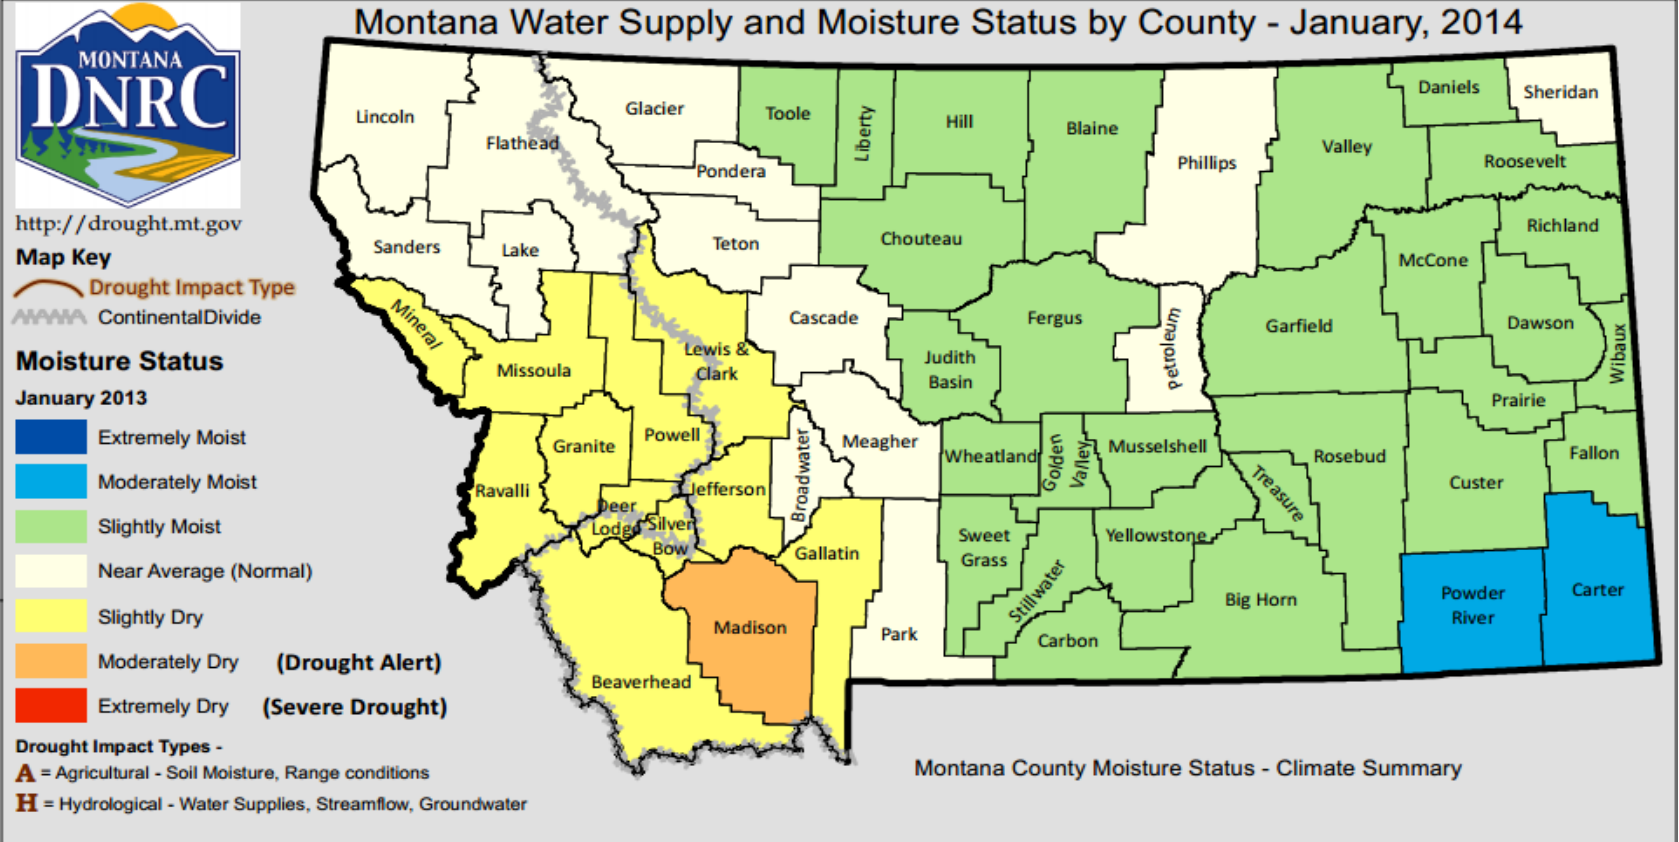 Montana Water Supply and Moisture Status by County - January, 2014
MONTANA
DNRC
http://drought.mt.gov
Map Key
Drought Impact Type
ContinentalDivide
Moisture Status
January 2013
Extremely Moist
Moderately Moist
Slightly Moist
Near Average (Normal)
Slightly Dry
Moderately Dry (Drought Alert)
Extremely Dry (Severe Drought)
Drought Impact Types -
A = Agricultural - Soil Moisture, Range conditions
H = Hydrological - Water Supplies, Streamflow, Groundwater
Lincoln
Flathead
Glacier
Toole
Liberty
Hill
Blaine
Phillips
Valley
Daniels
Sheridan
Roosevelt
Pondera
Sanders
Lake
Teton
Chouteau
McCone
Richland
Mineral
Missoula
Lewis &
Clark
Cascade
Judith
Basin
Fergus
Petroleum
Garfield
Dawson
Wibaux
Prairie
Granite
Powell
Broadwater
Meagher
Wheatland
Golden
Valley
Musselshell
Treasure
Rosebud
Custer
Fallon
Ravalli
Deer
Lodge
Silver
Bow
Jefferson
Gallatin
Sweet
Grass
Stillwater
Yellowstone
Big Horn
Powder
River
Carter
Madison
Park
Carbon
Beaverhead
Montana County Moisture Status - Climate Summary